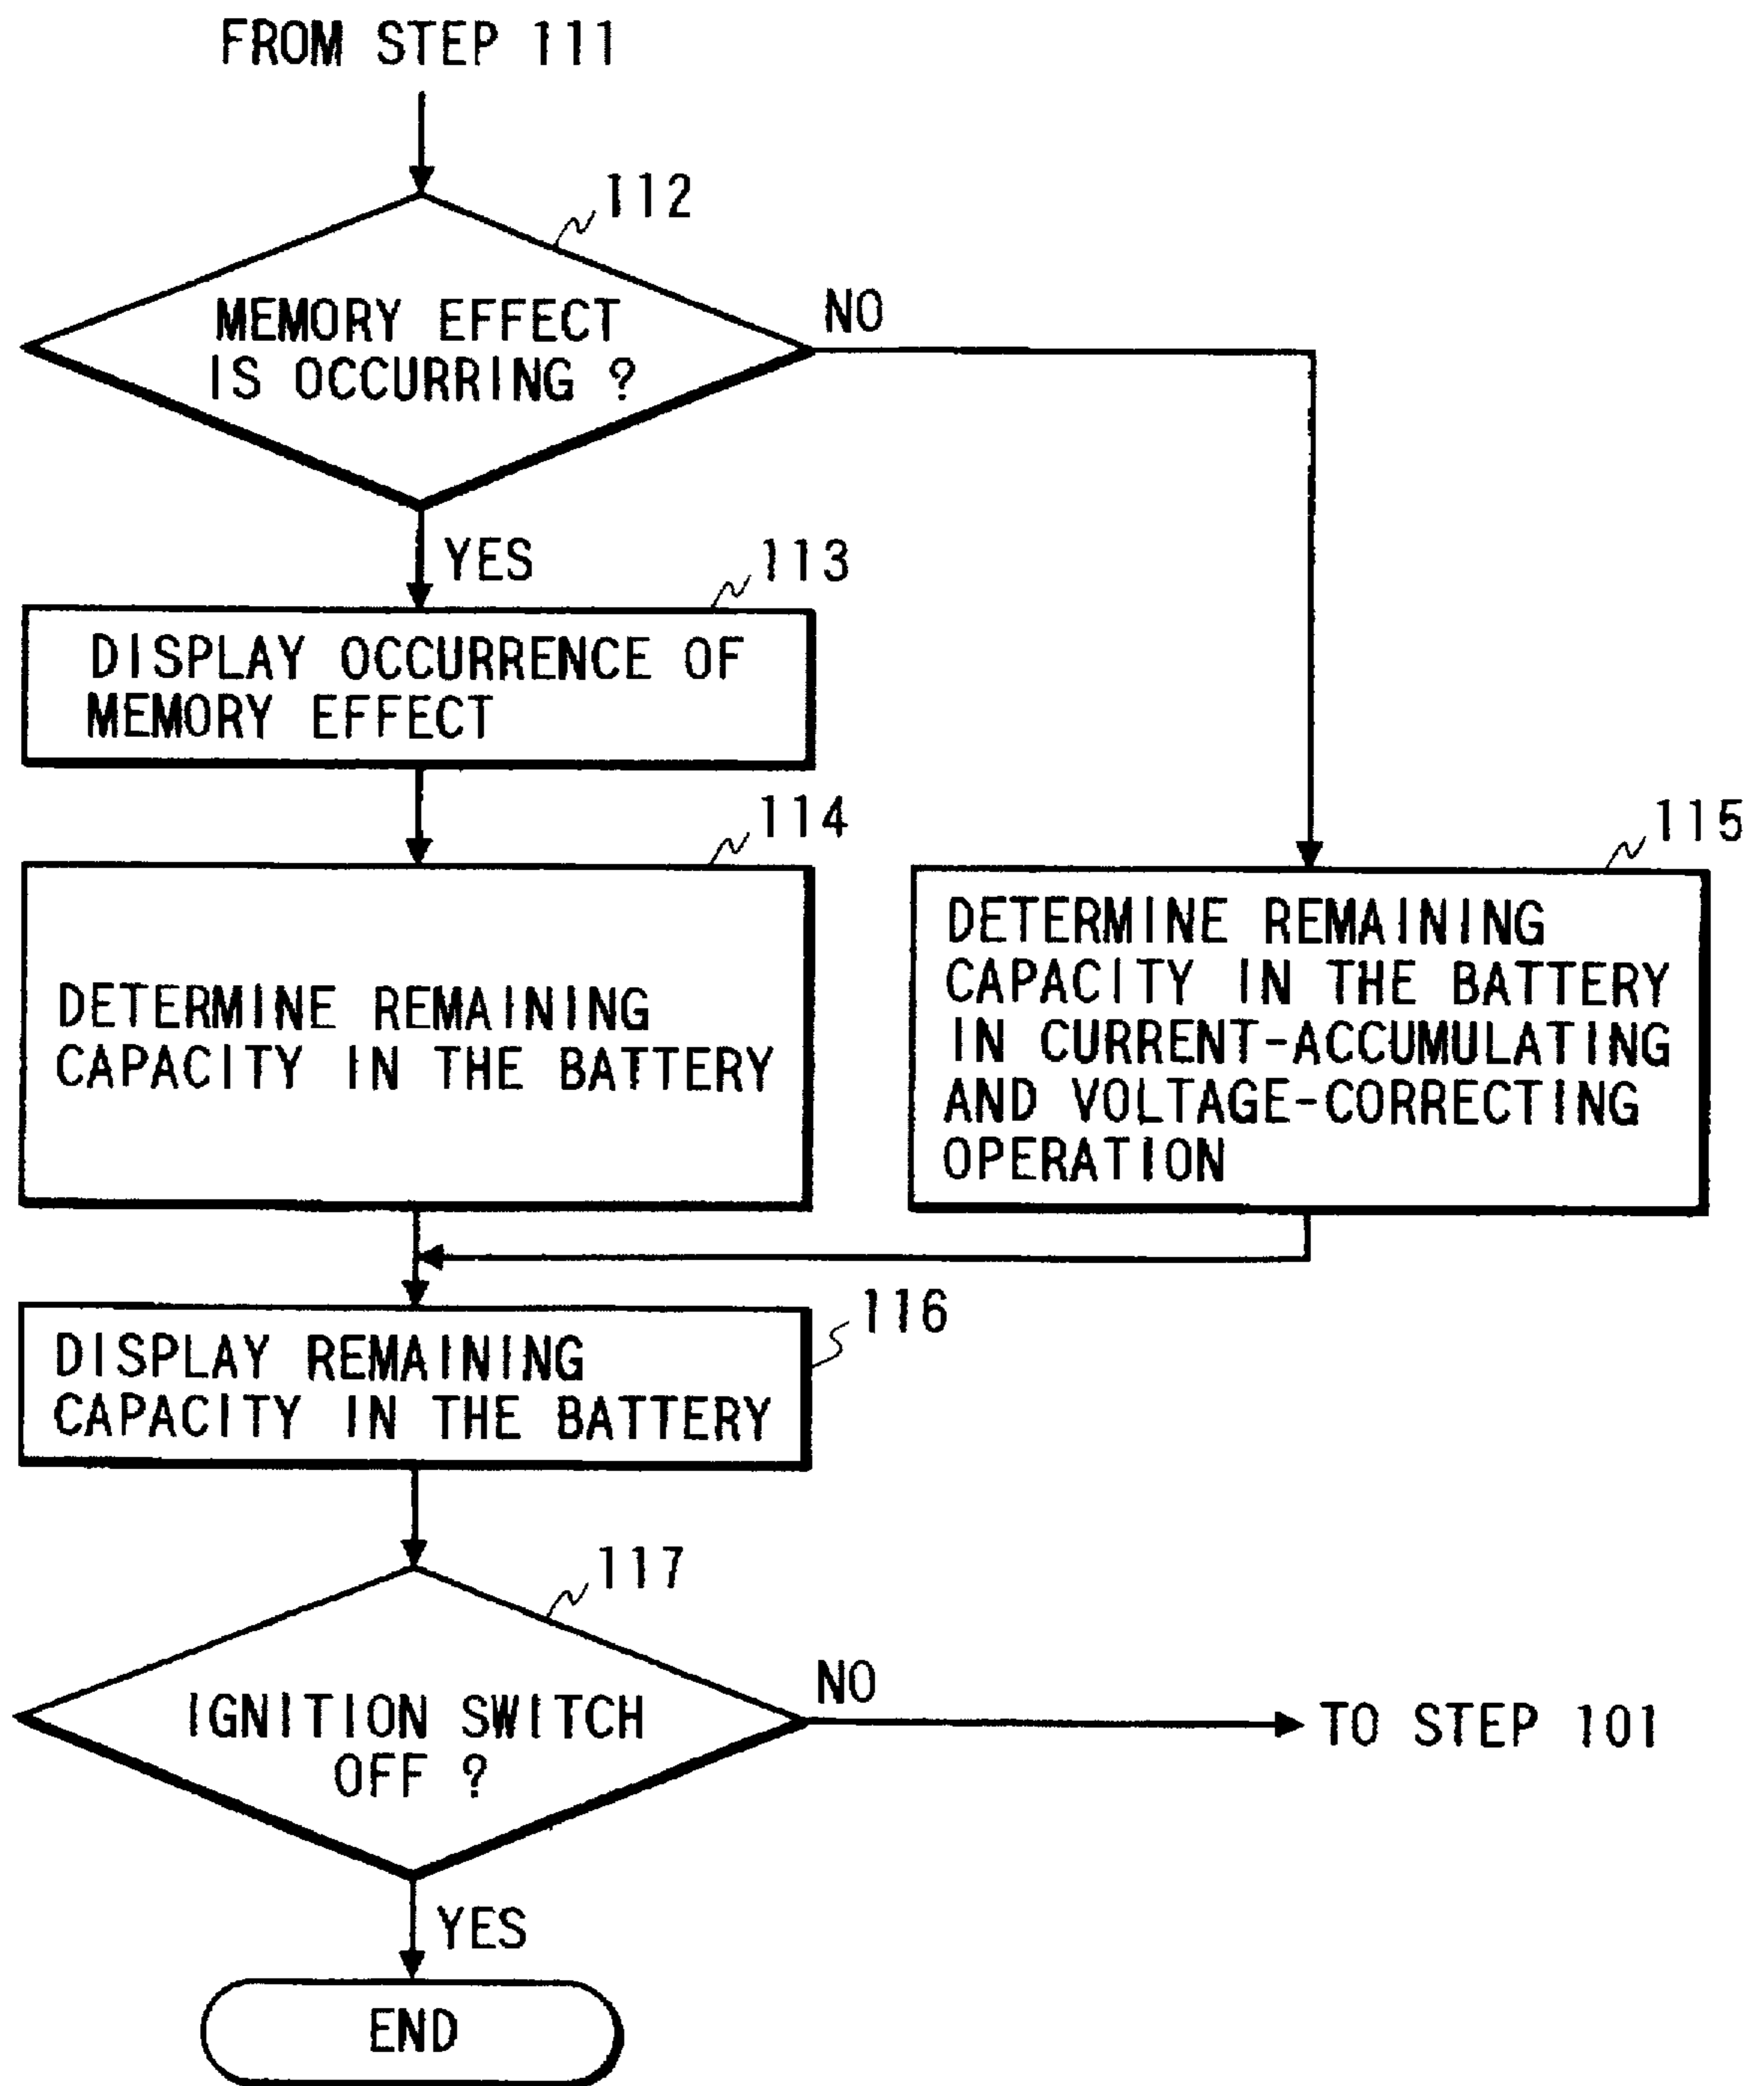 FROM STEP 111
112
MEMORY EFFECT
IS OCCURRING ?
NO
YES
113
DISPLAY OCCURRENCE OF
MEMORY EFFECT
114
DETERMINE REMAINING
CAPACITY IN THE BATTERY
115
DETERMINE REMAINING
CAPACITY IN THE BATTERY
IN CURRENT-ACCUMULATING
AND VOLTAGE-CORRECTING
OPERATION
116
DISPLAY REMAINING
CAPACITY IN THE BATTERY
117
IGNITION SWITCH
OFF ?
NO
TO STEP 101
YES
END